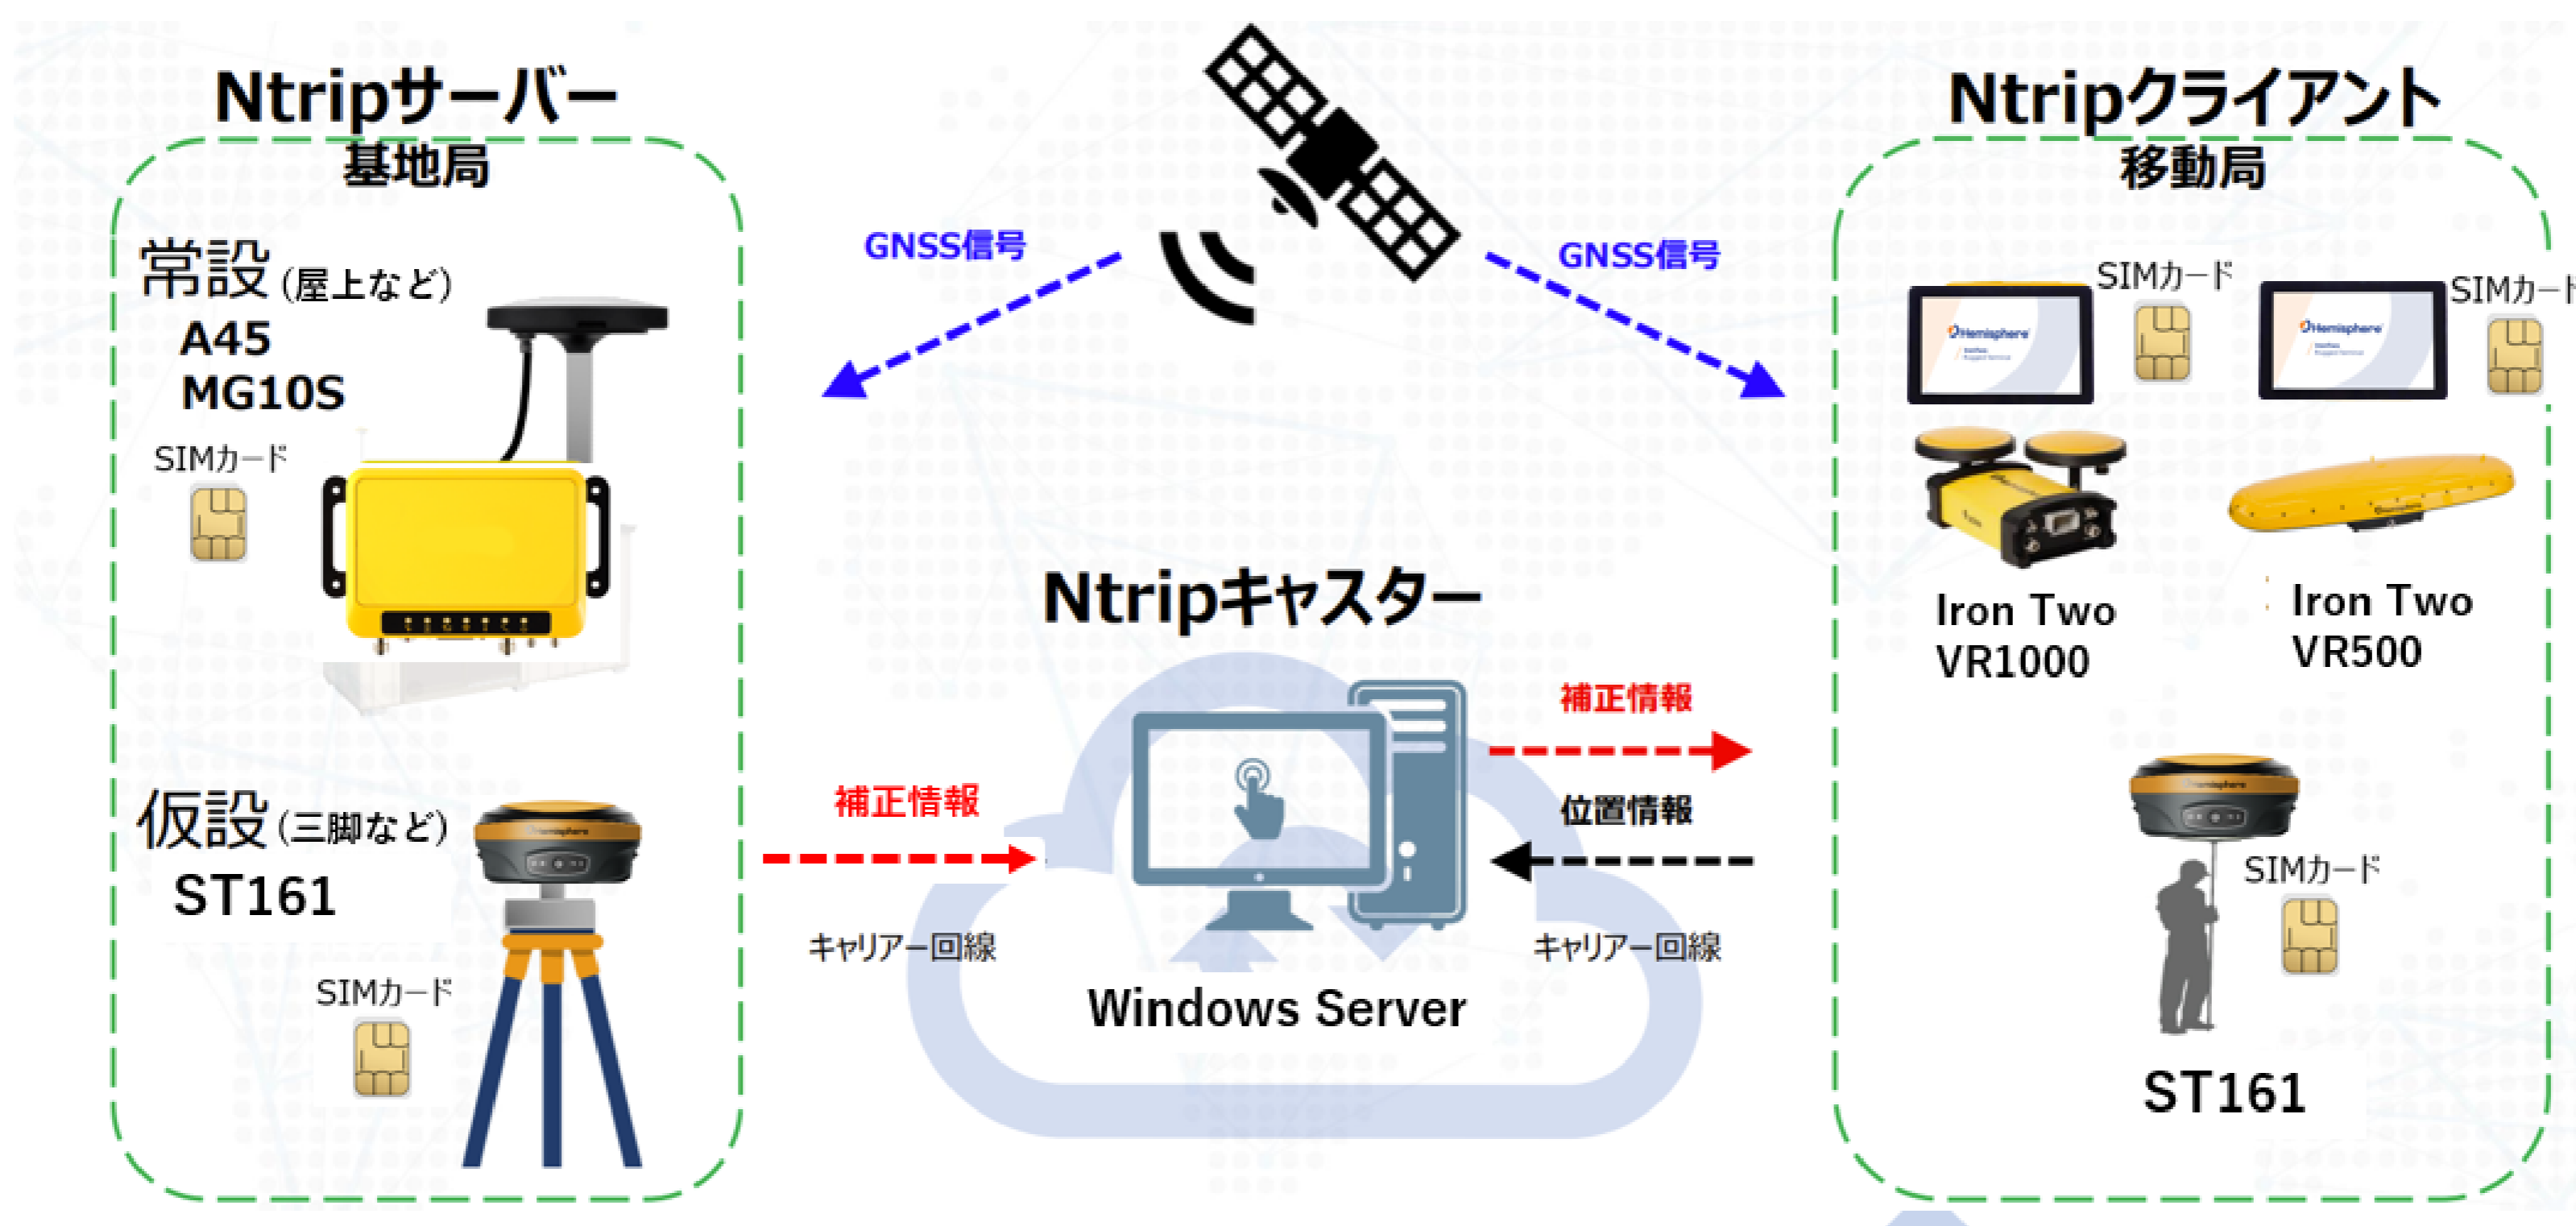 Ntripサーバー
基地局
常設(屋上など)
A45
MG10S
SIMカード
仮設(三脚など)
ST161
SIMカード
GNSS信号
GNSS信号
Ntripキャスター
補正情報
キャリアー回線
補正情報
位置情報
キャリアー回線
Windows Server
Ntripクライアント
移動局
SIMカード
SIMカード
Hemisphere
Hemisphere
Iron Two
VR1000
Iron Two
VR500
Hemisphere
SIMカード
ST161
Hemisphere